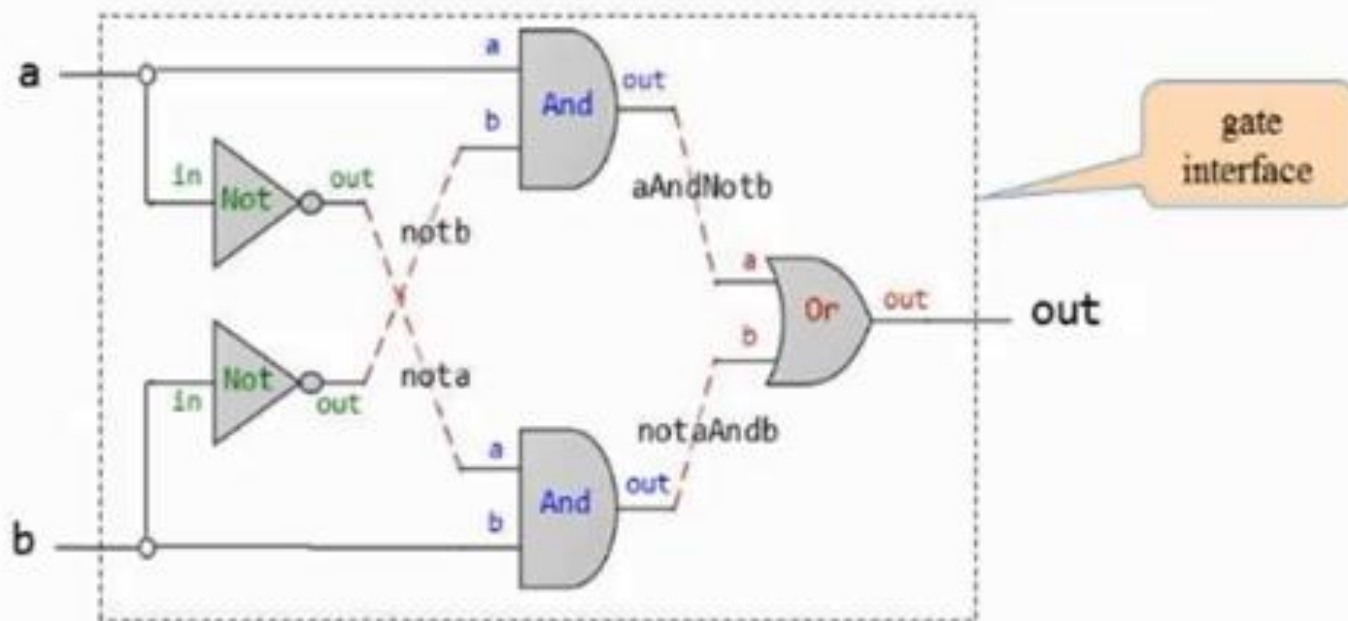 a
a
out
And
b
in
Not
out
notb
aAndNotb
gate
interface
a
Or
out
out
b
Not
in
out
nota
notaAndb
a
out
And
b
b